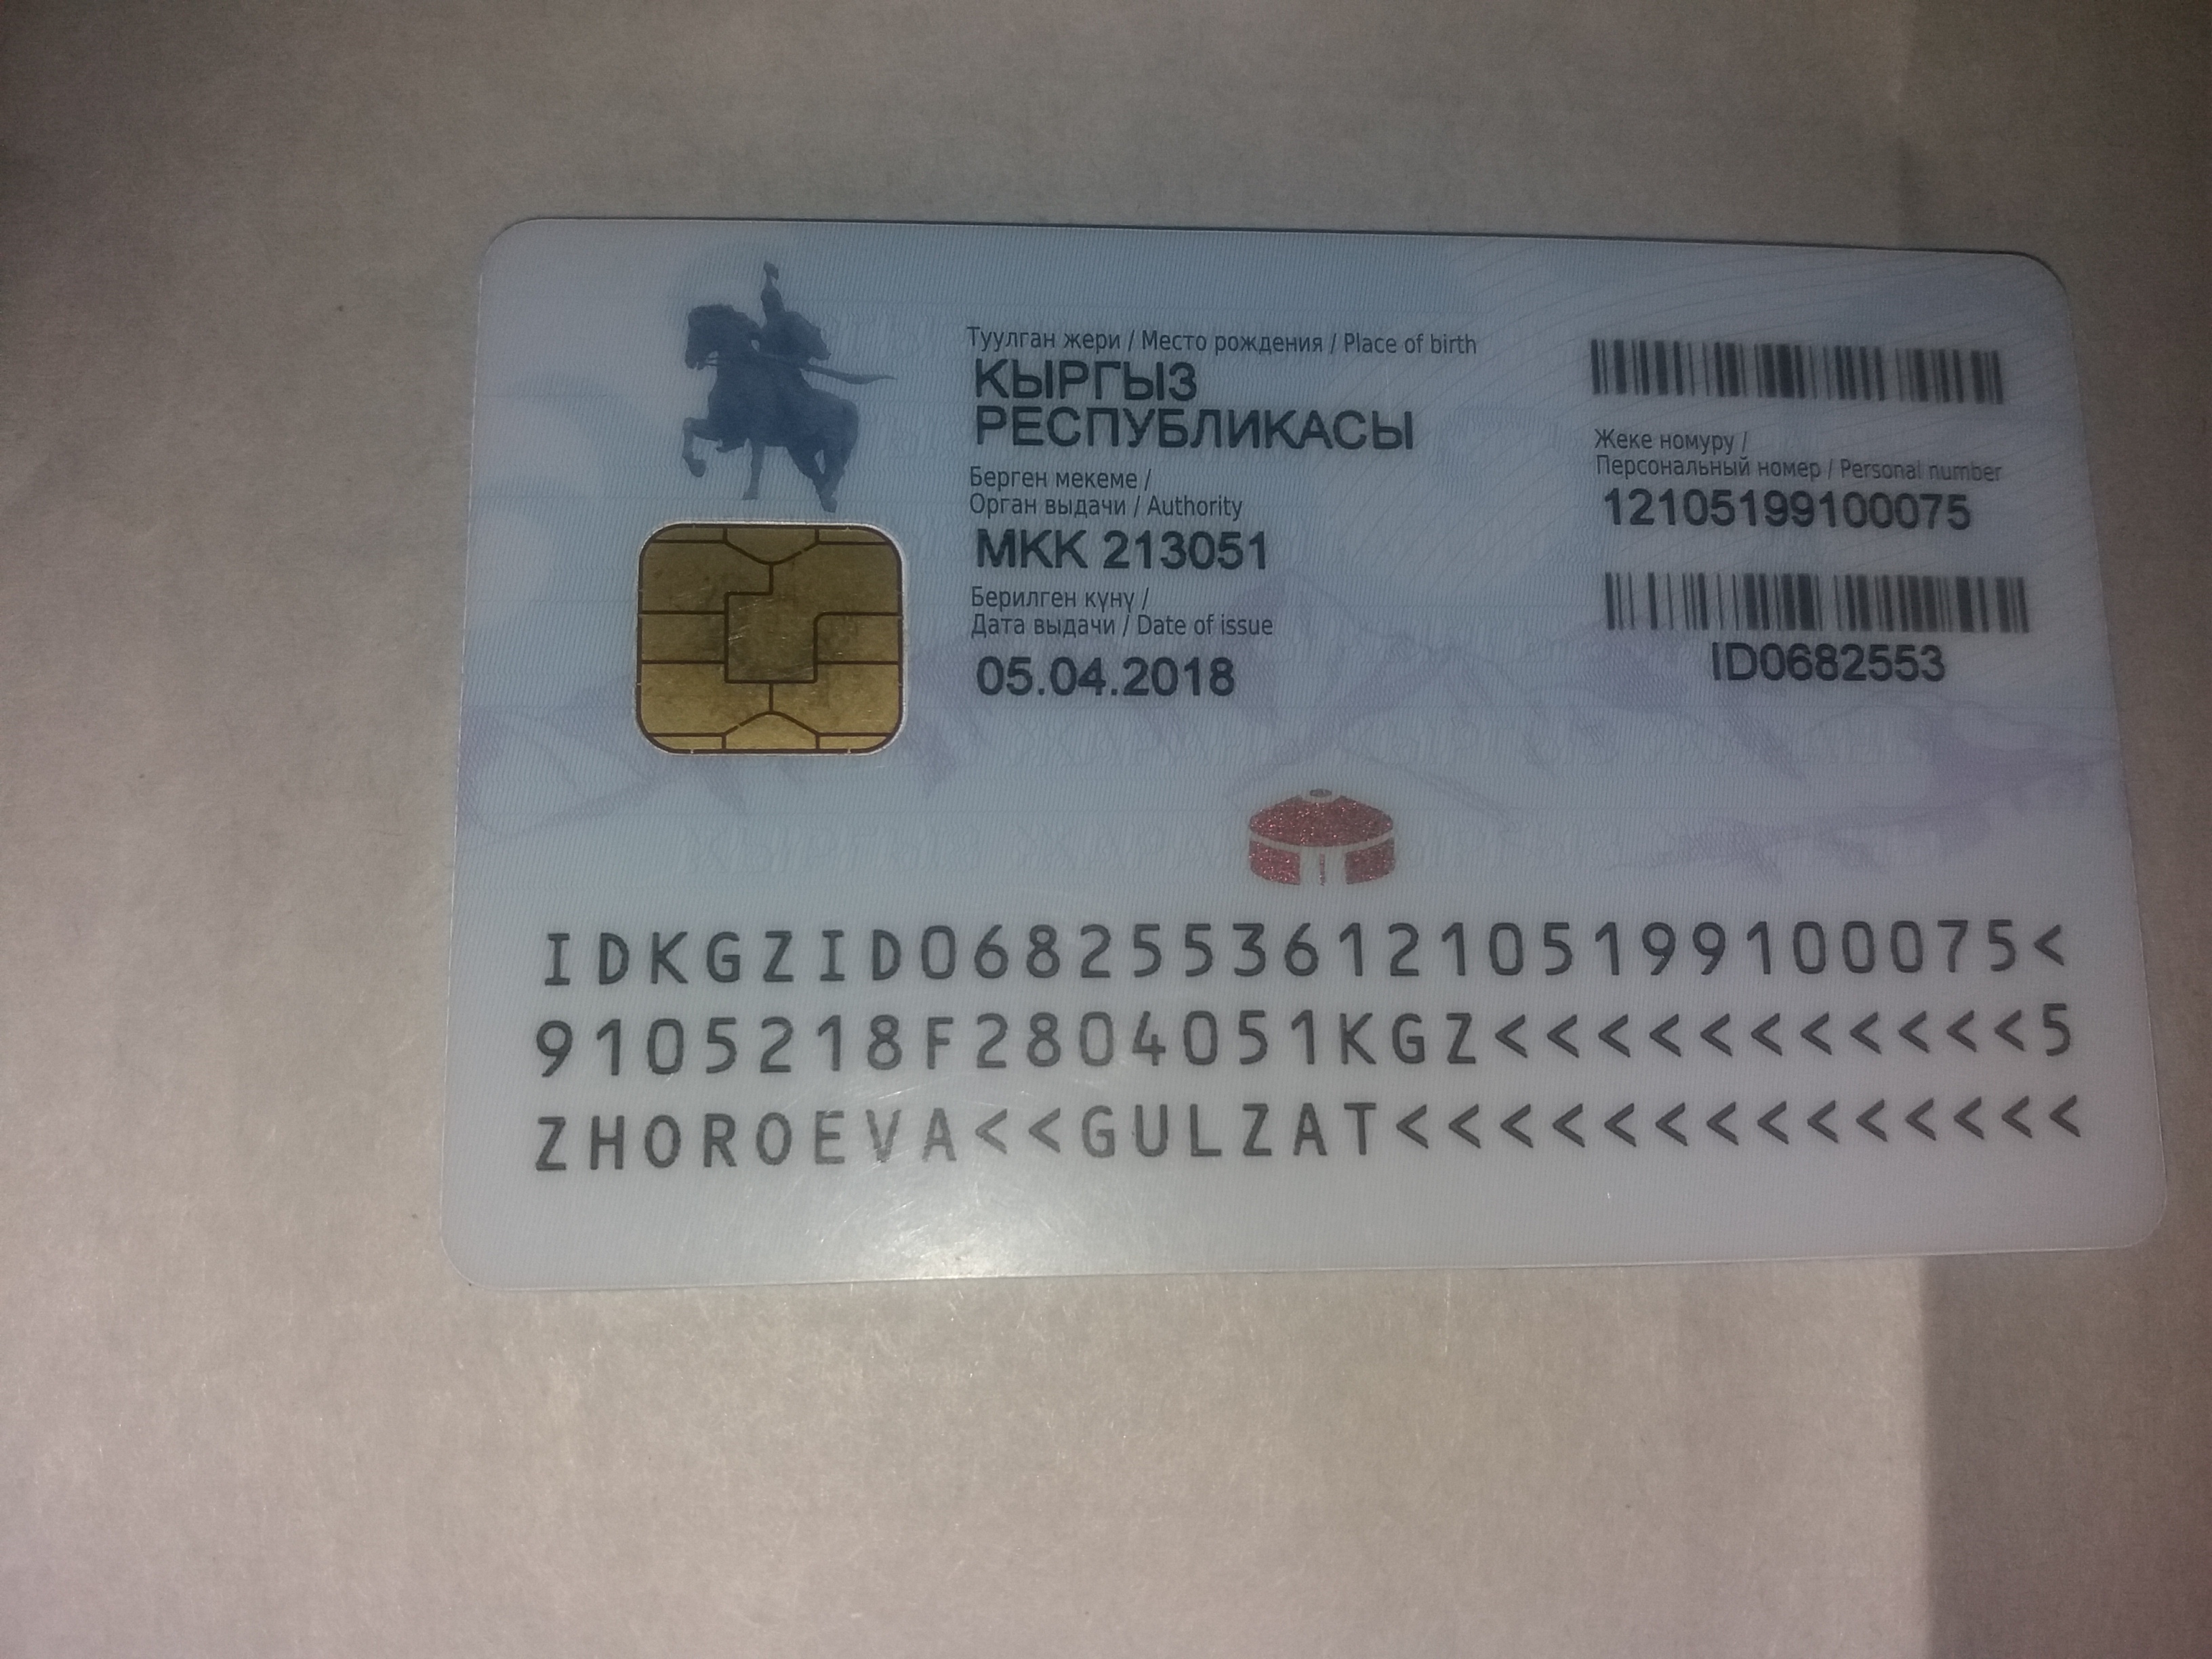 Туулган жери / Место рождения / Place of birth
КЫРГЫЗ
РЕСПУБЛИКАСЫ
Берген мекеме /
Орган выдачи / Authority
МКК 213051
Берилген күнү /
Дата выдачи / Date of issue
05.04.2018
Жеке номуру /
Персональный номер / Personal number
12105199100075
ID0682553
IDKGZID0682553612105199100075<
9105218F2804051KGZ<<<<<<<<<<<5
ZHOROEVA<<GULZAT<<<<<<<<<<<<<<